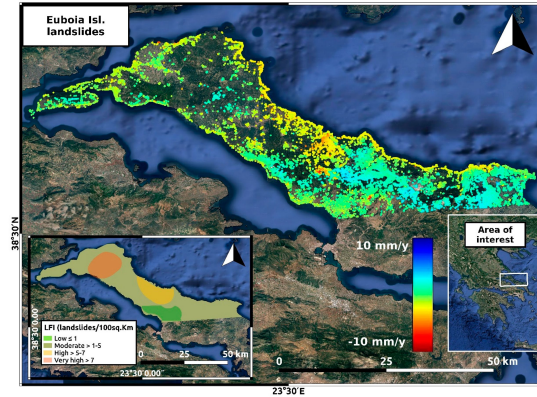 Euboia Isl.
landslides
38°30´N
Area of
interest
10 mm/y
-10 mm/y
0
25
50 km
23°30´E
38°30´0.00¨
LFI (landslides/100sq.Km
Low ≤ 1
Moderate > 1-5
High > 5-7
Very high > 7
0
25
50 km
23°30´0.00¨